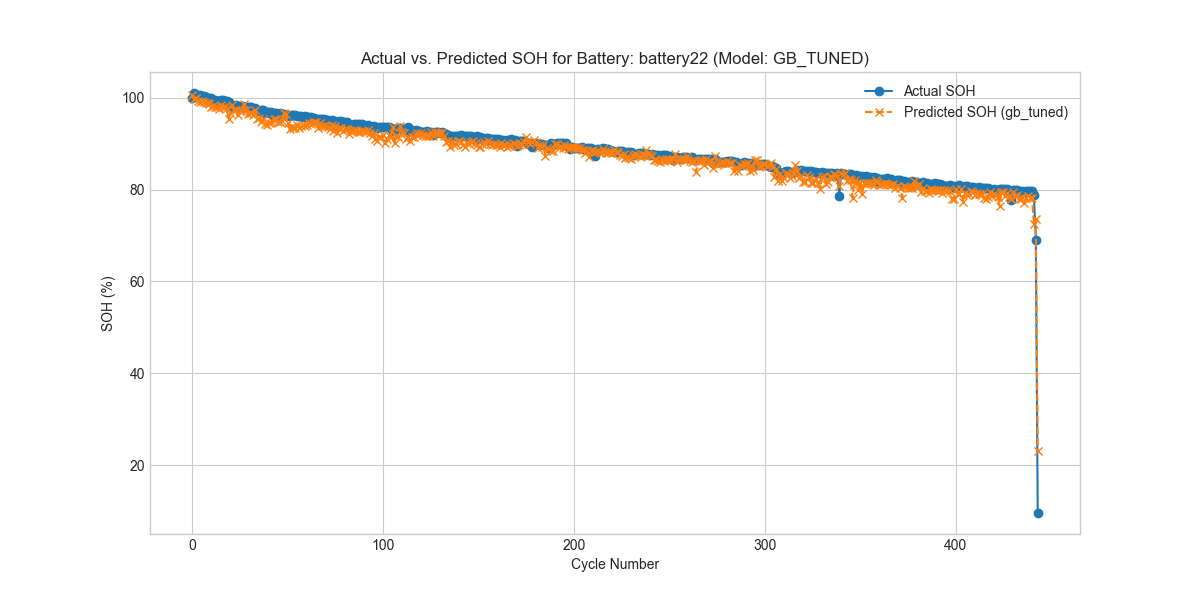 Actual vs. Predicted SOH for Battery: battery22 (Model: GB_TUNED)
Actual SOH
Predicted SOH (gb_tuned)
100
80
60
40
20
SOH (%)
0
100
200
300
400
Cycle Number